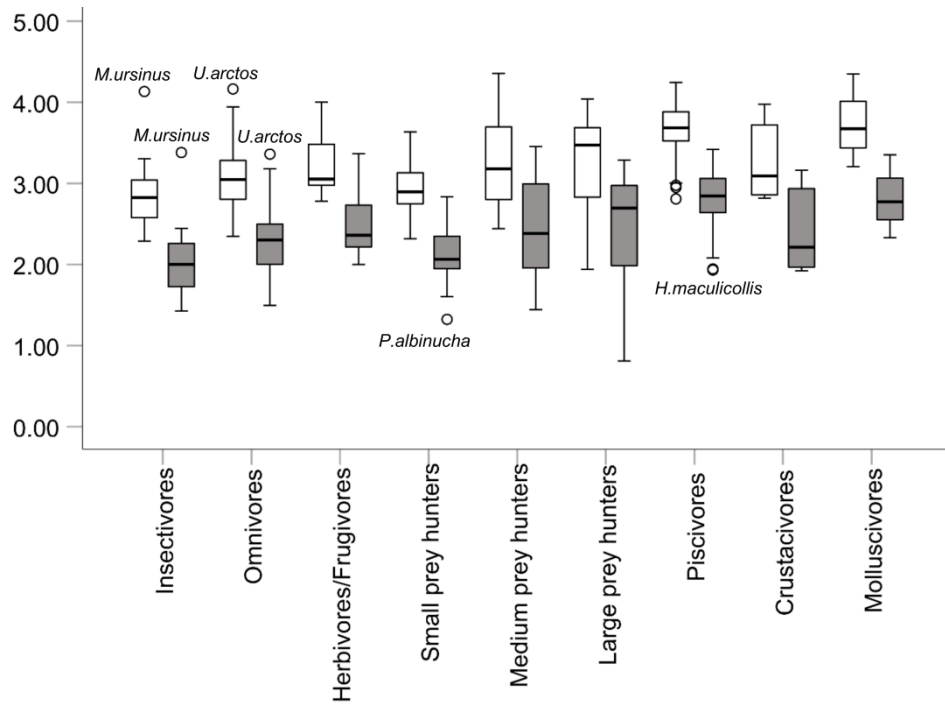 5.00
4.00
3.00
2.00
1.00
0.00
M.ursinus
U.arctos
M.ursinus
U.arctos
P.albinucha
H.maculicollis
Insectivores
Omnivores
Herbivores/Frugivores
Small prey hunters
Medium prey hunters
Large prey hunters
Piscivores
Crustacivores
Molluscivores